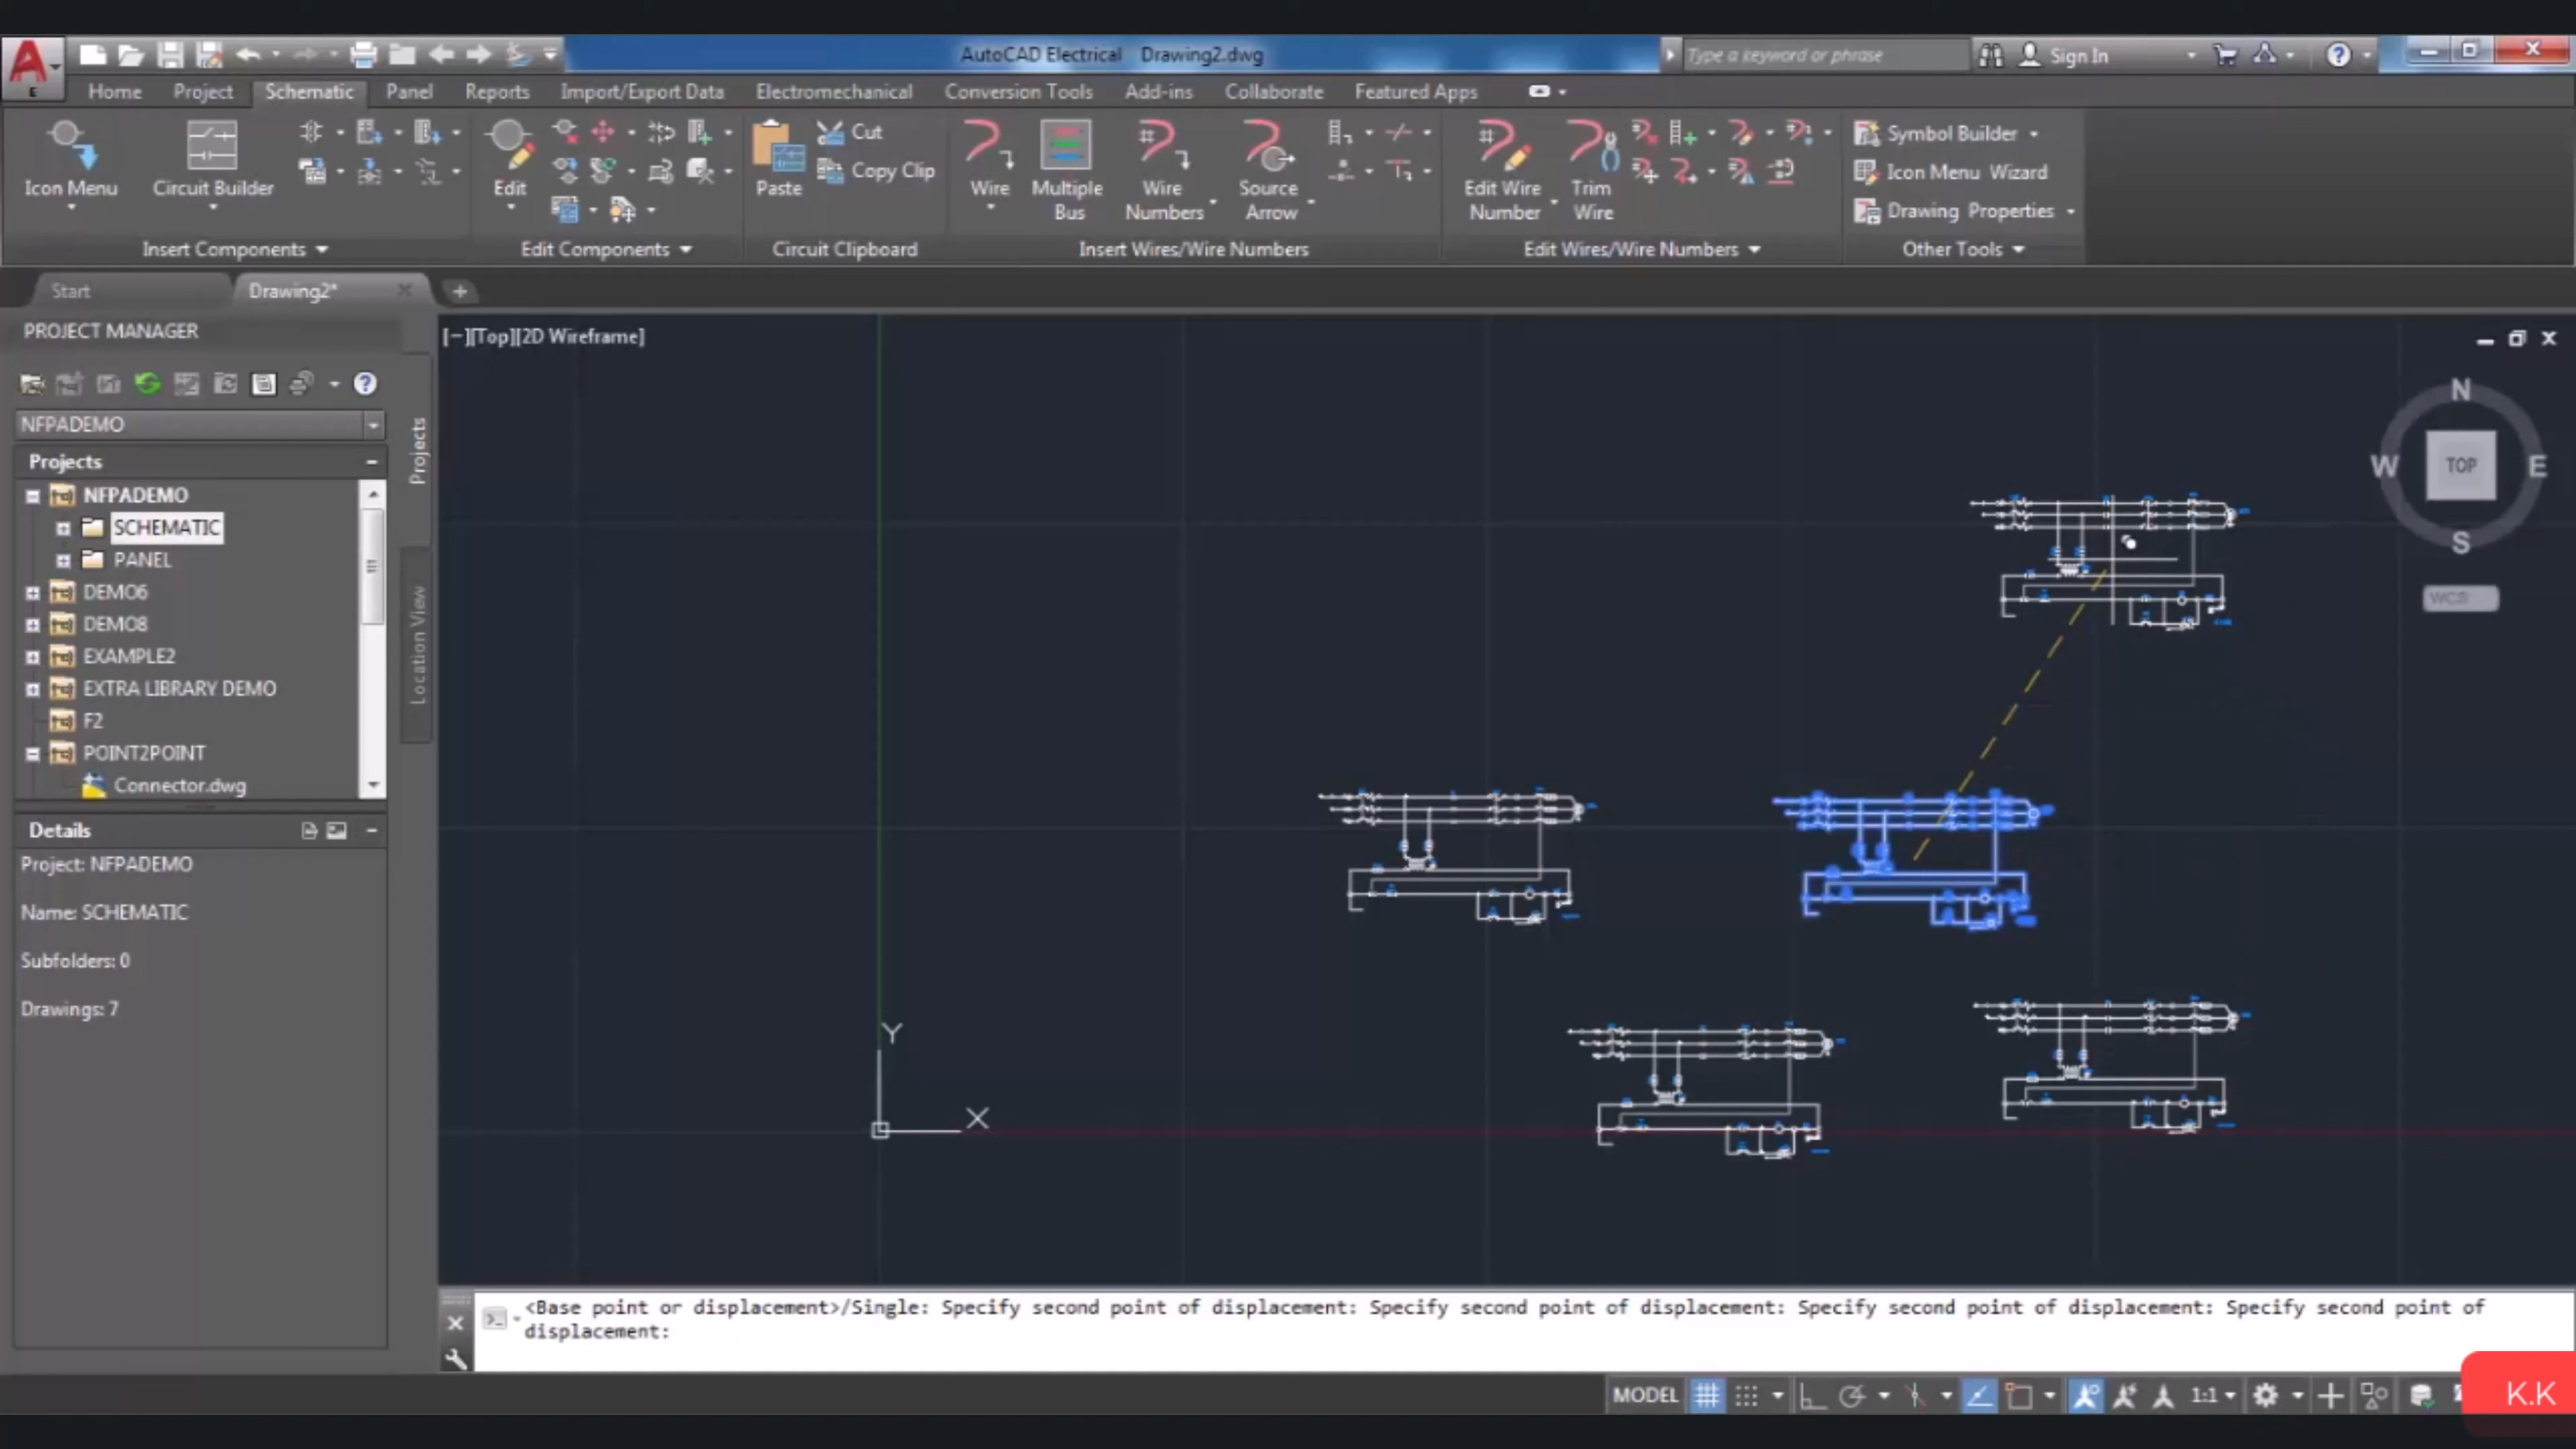 AutoCAD Electrical Drawing2.dwg
Type a keyword or phrase
Sign In
Home Project Schematic Panel Reports Import/Export Data Electromechanical Conversion Tools Add-ins Collaborate Featured Apps
Icon Menu
Circuit Builder
Insert Components
Edit
Edit Components
Paste
Cut
Copy Clip
Circuit Clipboard
Wire
Multiple
Bus
Wire
Numbers
Source
Arrow
Insert Wires/Wire Numbers
Edit Wire
Number
Trim
Wire
Edit Wires/Wire Numbers
Symbol Builder
Icon Menu Wizard
Drawing Properties
Other Tools
Start
Drawing2*
PROJECT MANAGER
NFPADEMO
Projects
NFPADEMO
SCHEMATIC
PANEL
DEMO6
DEMO8
EXAMPLE2
EXTRA LIBRARY DEMO
F2
POINT2POINT
Connector.dwg
Projects
Location View
Details
Project: NFPADEMO
Name: SCHEMATIC
Subfolders: 0
Drawings: 7
[−][Top][2D Wireframe]
N
W
TOP
E
S
WCS
Y
X
<Base point or displacement>/Single: Specify second point of displacement: Specify second point of displacement: Specify second point of displacement: Specify second point of
displacement:
MODEL
1:1
K.K